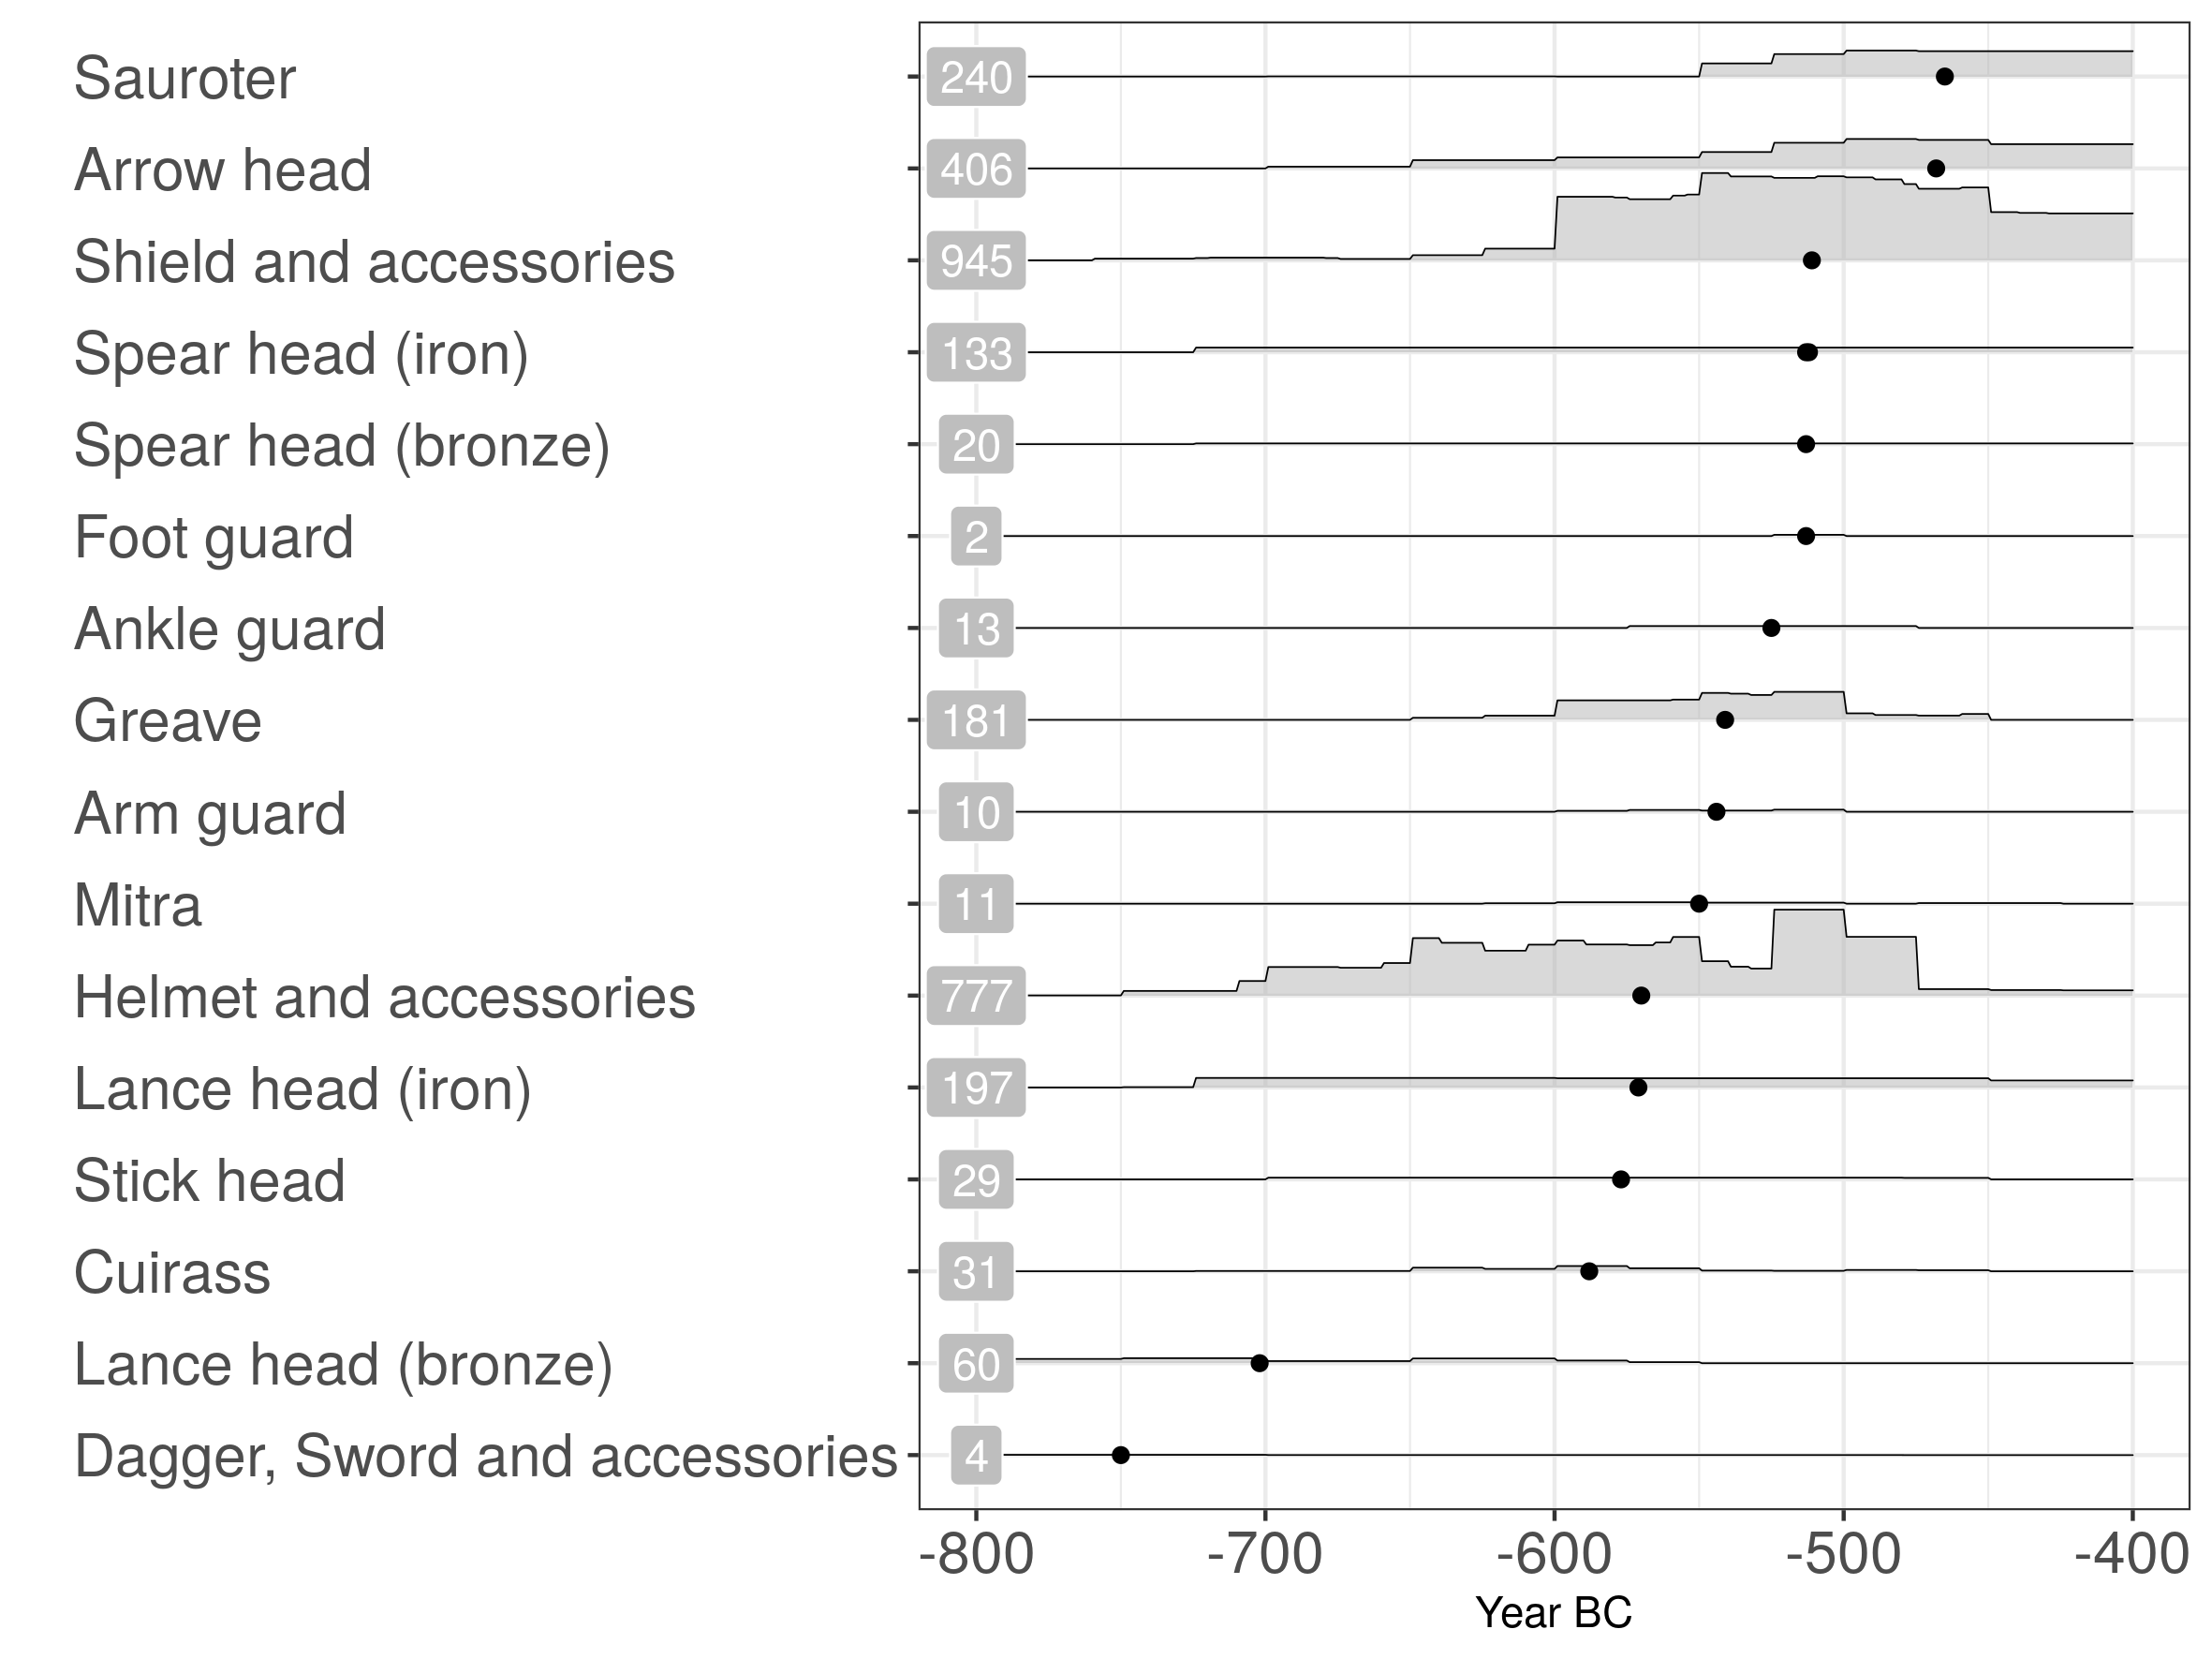 Sauroter 240
Arrow head 406
Shield and accessories 945
Spear head (iron) 133
Spear head (bronze) 20
Foot guard 2
Ankle guard 13
Greave 181
Arm guard 10
Mitra 11
Helmet and accessories 777
Lance head (iron) 197
Stick head 29
Cuirass 31
Lance head (bronze) 60
Dagger, Sword and accessories 4
-800 -700 -600 -500 -400
Year BC